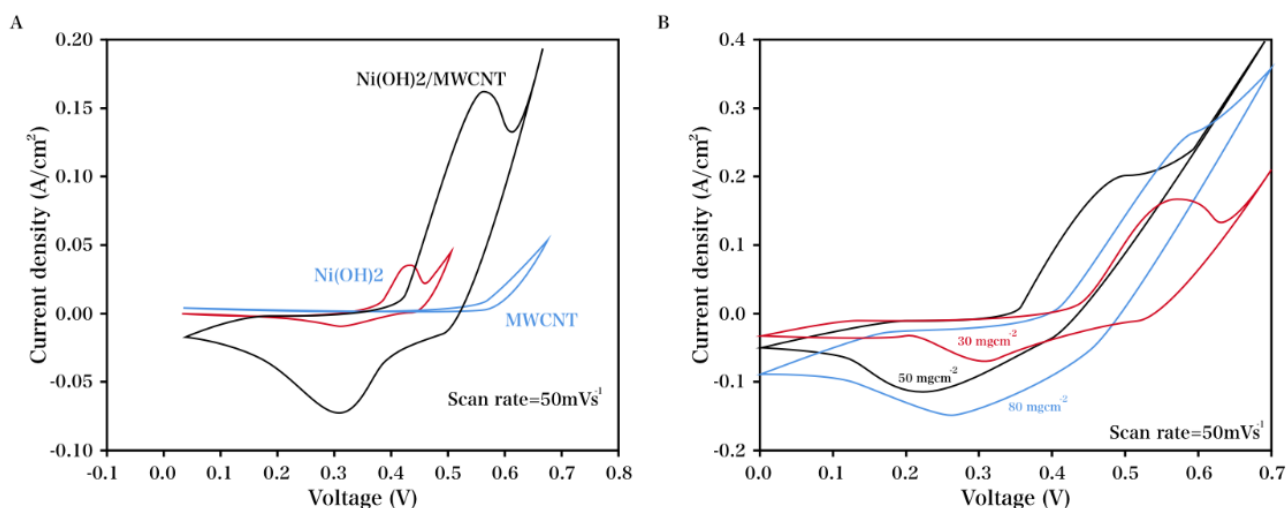 A
Current density (A/cm²)
0.20
0.15
0.10
0.05
0.00
-0.05
-0.10
Ni(OH)2/MWCNT
Ni(OH)2
MWCNT
Scan rate=50mVs⁻¹
-0.1 0.0 0.1 0.2 0.3 0.4 0.5 0.6 0.7 0.8
Voltage (V)
B
Current density (A/cm²)
0.4
0.3
0.2
0.1
0.0
-0.1
-0.2
30 mgcm⁻²
50 mgcm⁻²
80 mgcm⁻²
Scan rate=50mVs⁻¹
0.0 0.1 0.2 0.3 0.4 0.5 0.6 0.7
Voltage (V)